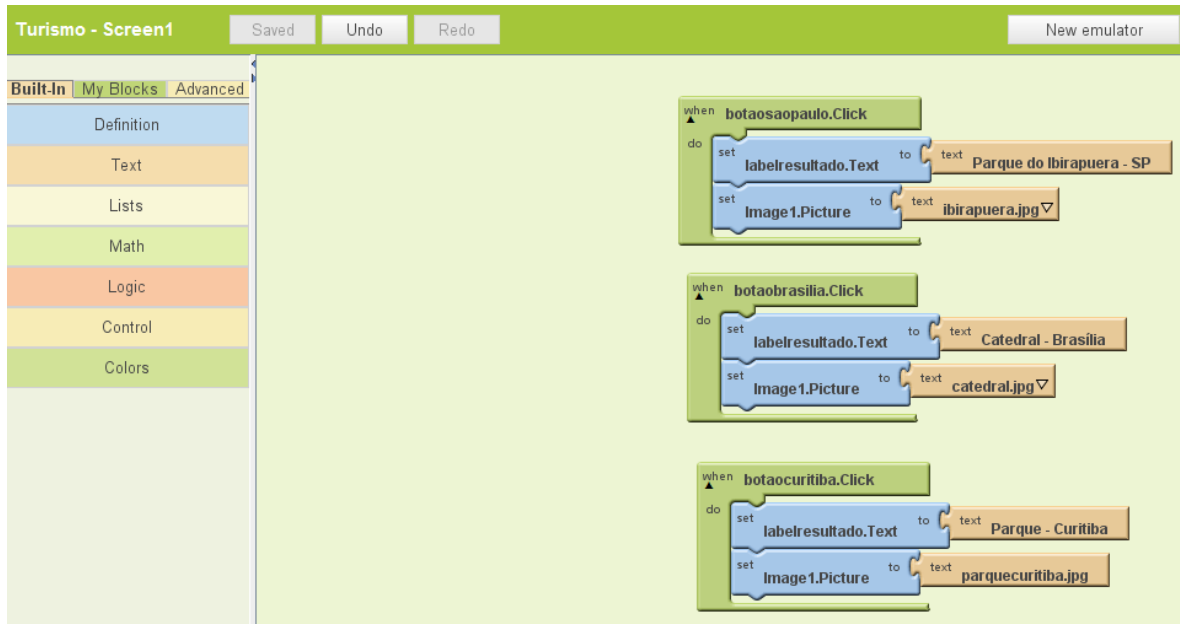 Turismo - Screen1 Saved Undo Redo New emulator
Built-In My Blocks Advanced
Definition
Text
Lists
Math
Logic
Control
Colors
when botaosaopaulo.Click
do
set labelresultado.Text to text Parque do Ibirapuera - SP
set Image1.Picture to text ibirapuera.jpg
when botaobrasilia.Click
do
set labelresultado.Text to text Catedral - Brasília
set Image1.Picture to text catedral.jpg
when botaocuritiba.Click
do
set labelresultado.Text to text Parque - Curitiba
set Image1.Picture to text parquecuritiba.jpg